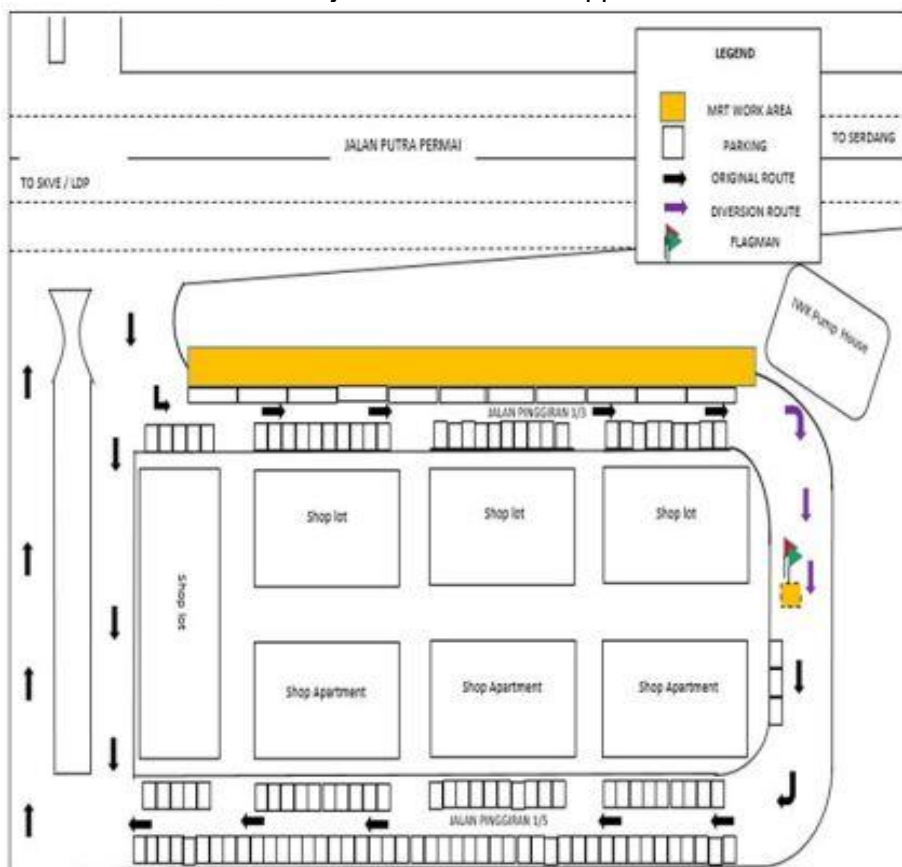 LEGEND
MRT WORK AREA
PARKING
ORIGINAL ROUTE
DIVERSION ROUTE
FLAGMAN
JALAN PUTRA PERMAI
TO SERDANG
TO SKVE / LDP
IWK Pump House
JALAN PINGGIRAN 1/3
Shop lot
Shop lot
Shop lot
Shop lot
Shop Apartment
Shop Apartment
Shop Apartment
JALAN PINGGIRAN 1/5